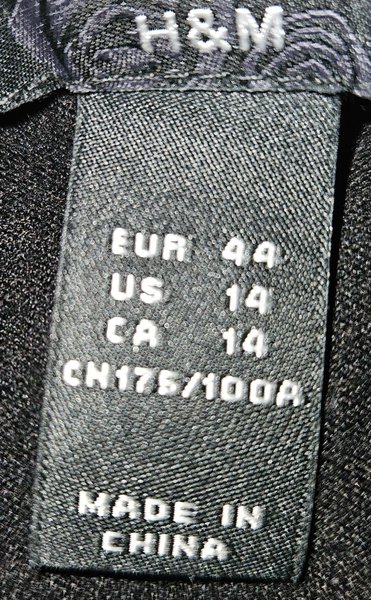 H&M
EUR 44
US 14
CA 14
CN175/100A
MADE IN
CHINA